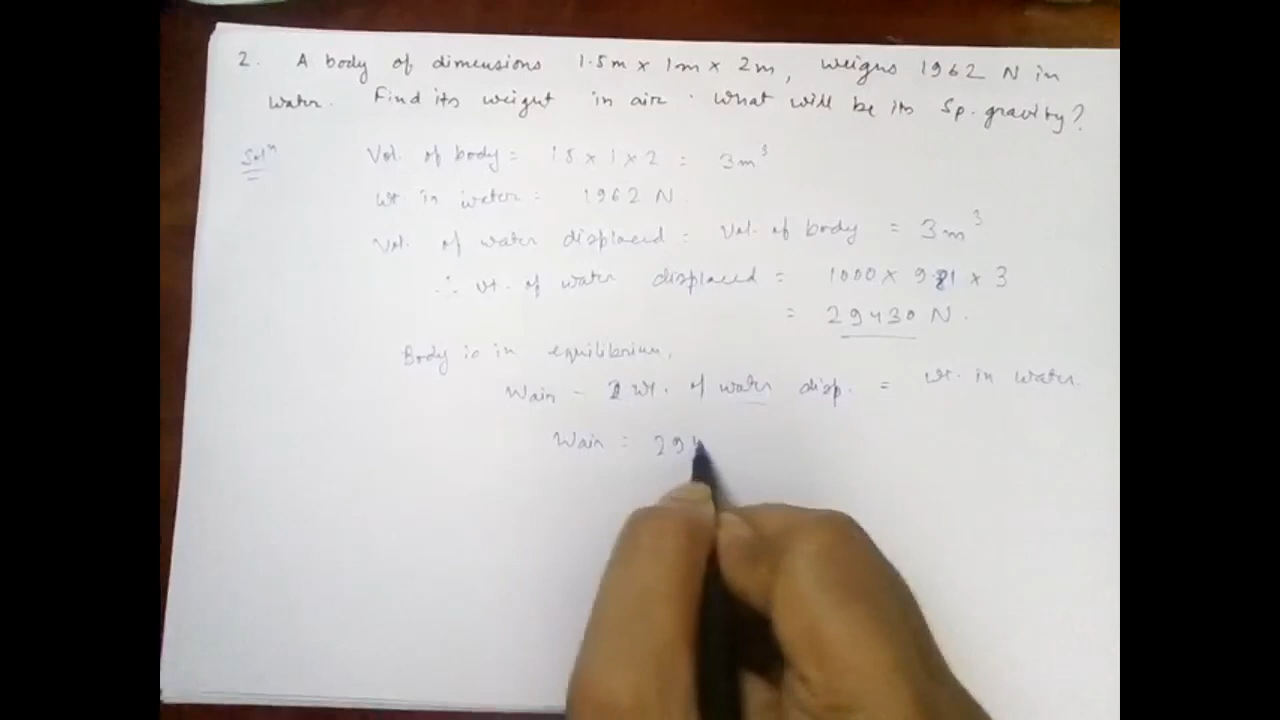 2. A body of dimensions 1.5m x 1m x 2m, weighs 1962 N in
water. Find its weight in air. What will be its Sp. gravity?
Solⁿ Vol. of body = 1.5 x 1 x 2 = 3m³
wt. in water = 1962 N.
Vol. of water displaced = Vol. of body = 3m³
∴ wt. of water displaced = 1000 x 9.81 x 3
= 29430 N.
Body is in equilibrium,
Wair - wt. of water disp. = wt. in water.
Wair = 294